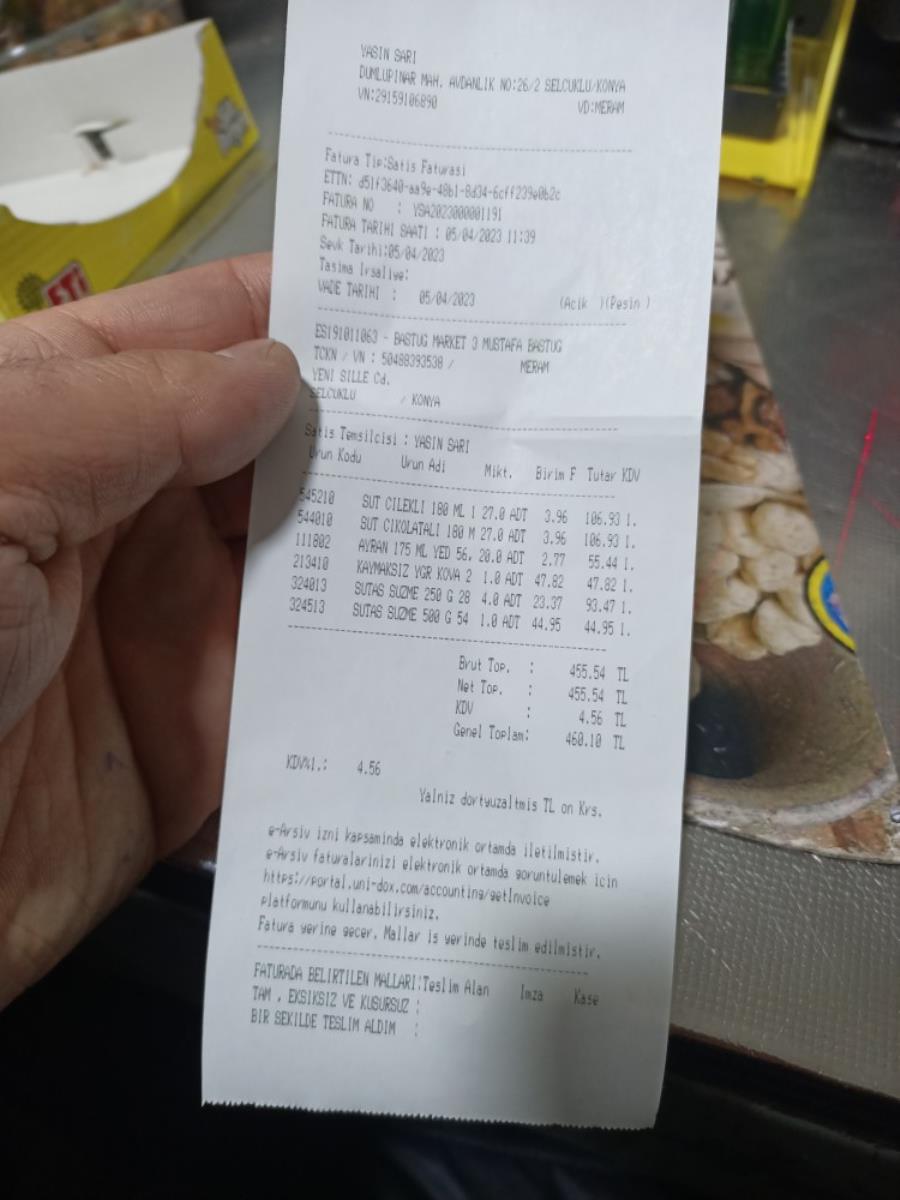 YASIN SARI
DUMLUPINAR MAH. AVDANLIK NO:26/2 SELCUKLU/KONYA
VN:29159106890 VD:MERAM
Fatura Tip:Satis Faturasi
ETTN: d51f3640-aa9e-48b1-8d34-6cff239e0b2c
FATURA NO : YSA2023000001191
FATURA TARIHI SAATI : 05/04/2023 11:39
Sevk Tarihi:05/04/2023
Tasima Irsaliye:
VADE TARIHI : 05/04/2023 (Acik )(Pesin )
ES191011063 - BASTUG MARKET 3 MUSTAFA BASTUG
TCKN / VN : 50488393538 / MERAM
YENI SILLE Cd.
SELCUKLU / KONYA
Satis Temsilcisi : YASIN SARI
Urun Kodu Urun Adi Mikt. Birim F Tutar KDV
545210 SUT CILEKLI 180 ML 1 27.0 ADT 3.96 106.93 1.
544010 SUT CIKOLATALI 180 M 27.0 ADT 3.96 106.93 1.
111802 AYRAN 175 ML YED 56, 20.0 ADT 2.77 55.44 1.
213410 KAYMAKSIZ YGR KOVA 2 1.0 ADT 47.82 47.82 1.
324013 SUTAS SUZME 250 G 28 4.0 ADT 23.37 93.47 1.
324513 SUTAS SUZME 500 G 54 1.0 ADT 44.95 44.95 1.
Brut Top. : 455.54 TL
Net Top. : 455.54 TL
KDV : 4.56 TL
Genel Toplam: 460.10 TL
KDV%1.: 4.56
Yalniz dortyuzaltmis TL on Krs.
e-Arsiv izni kapsaminda elektronik ortamda iletilmistir.
e-Arsiv faturalarinizi elektronik ortamda goruntulemek icin
https://portal.uni-dox.com/accounting/getInvoice
platformunu kullanabilirsiniz.
Fatura yerine gecer. Mallar is yerinde teslim edilmistir.
FATURADA BELIRTILEN MALLARI:Teslim Alan Imza Kase
TAM , EKSIKSIZ VE KUSURSUZ :
BIR SEKILDE TESLIM ALDIM :
ETi